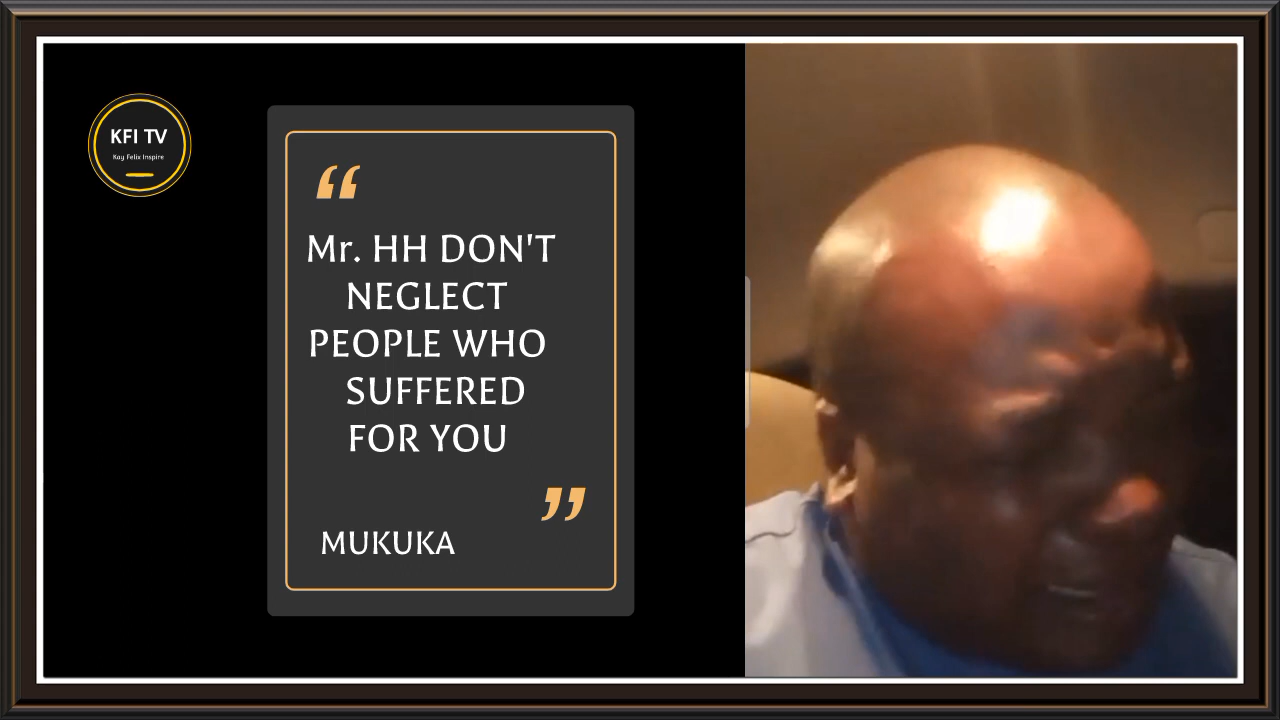 KFI TV
Kay Felix Inspire
“
Mr. HH DON'T
NEGLECT
PEOPLE WHO
SUFFERED
FOR YOU
”
MUKUKA